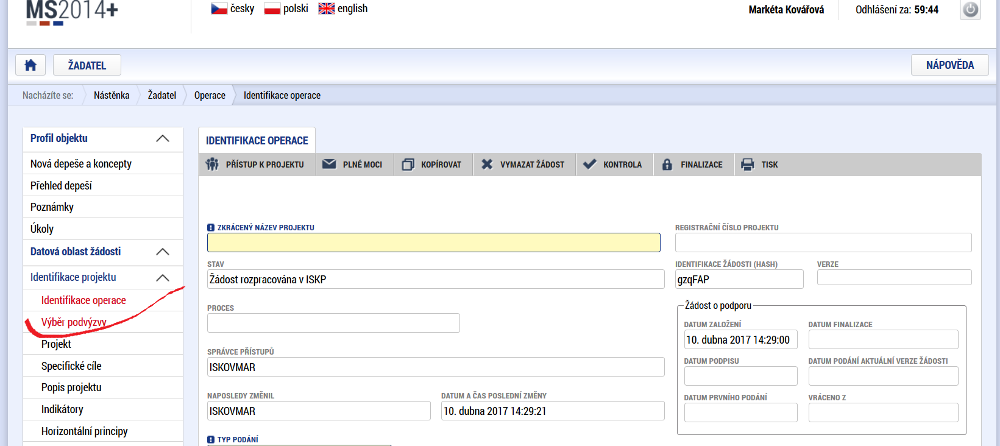 MS2014+
česky polski english
Markéta Kovářová Odhlášení za: 59:44
ŽADATEL
NÁPOVĚDA
Nacházíte se: Nástěnka Žadatel Operace Identifikace operace
Profil objektu
Nová depeše a koncepty
Přehled depeší
Poznámky
Úkoly
Datová oblast žádosti
Identifikace projektu
Identifikace operace
Výběr podvýzvy
Projekt
Specifické cíle
Popis projektu
Indikátory
Horizontální principy
IDENTIFIKACE OPERACE
PŘÍSTUP K PROJEKTU PLNÉ MOCI KOPÍROVAT VYMAZAT ŽÁDOST KONTROLA FINALIZACE TISK
ZKRÁCENÝ NÁZEV PROJEKTU
REGISTRAČNÍ ČÍSLO PROJEKTU
STAV
Žádost rozpracována v ISKP
IDENTIFIKACE ŽÁDOSTI (HASH) VERZE
gzqFAP
PROCES
SPRÁVCE PŘÍSTUPŮ
ISKOVMAR
NAPOSLEDY ZMĚNIL DATUM A ČAS POSLEDNÍ ZMĚNY
ISKOVMAR 10. dubna 2017 14:29:21
TYP PODÁNÍ
Žádost o podporu
DATUM ZALOŽENÍ DATUM FINALIZACE
10. dubna 2017 14:29:00
DATUM PODPISU DATUM PODÁNÍ AKTUÁLNÍ VERZE ŽÁDOSTI
DATUM PRVNÍHO PODÁNÍ VRÁCENO Z